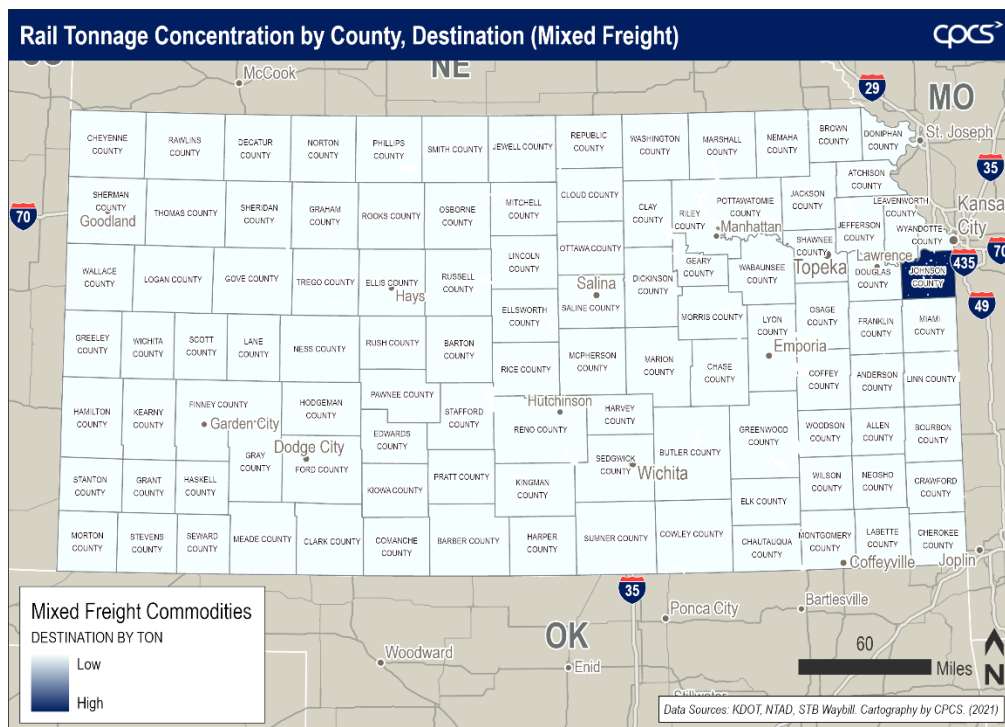 Rail Tonnage Concentration by County, Destination (Mixed Freight)
cpcs
McCook
NE
29
MO
St. Joseph
35
CHEYENNE COUNTY
RAWLINS COUNTY
DECATUR COUNTY
NORTON COUNTY
PHILLIPS COUNTY
SMITH COUNTY
JEWELL COUNTY
REPUBLIC COUNTY
WASHINGTON COUNTY
MARSHALL COUNTY
NEMAHA COUNTY
BROWN COUNTY
DONIPHAN COUNTY
ATCHISON COUNTY
70
SHERMAN COUNTY
Goodland
THOMAS COUNTY
SHERIDAN COUNTY
GRAHAM COUNTY
ROOKS COUNTY
OSBORNE COUNTY
MITCHELL COUNTY
CLOUD COUNTY
CLAY COUNTY
RILEY COUNTY
POTTAWATOMIE COUNTY
Manhattan
JACKSON COUNTY
JEFFERSON COUNTY
LEAVENWORTH COUNTY
WYANDOTTE COUNTY
Kansas
City
70
435
49
WALLACE COUNTY
LOGAN COUNTY
GOVE COUNTY
TREGO COUNTY
ELLIS COUNTY
Hays
RUSSELL COUNTY
LINCOLN COUNTY
OTTAWA COUNTY
Salina
SALINE COUNTY
DICKINSON COUNTY
GEARY COUNTY
WABAUNSEE COUNTY
SHAWNEE COUNTY
Topeka
Lawrence
DOUGLAS COUNTY
JOHNSON COUNTY
GREELEY COUNTY
WICHITA COUNTY
SCOTT COUNTY
LANE COUNTY
NESS COUNTY
RUSH COUNTY
BARTON COUNTY
ELLSWORTH COUNTY
RICE COUNTY
MCPHERSON COUNTY
MARION COUNTY
MORRIS COUNTY
CHASE COUNTY
LYON COUNTY
Emporia
OSAGE COUNTY
COFFEY COUNTY
FRANKLIN COUNTY
ANDERSON COUNTY
MIAMI COUNTY
LINN COUNTY
HAMILTON COUNTY
KEARNY COUNTY
FINNEY COUNTY
Garden City
HODGEMAN COUNTY
PAWNEE COUNTY
EDWARDS COUNTY
STAFFORD COUNTY
Hutchinson
RENO COUNTY
HARVEY COUNTY
SEDGWICK COUNTY
Wichita
BUTLER COUNTY
GREENWOOD COUNTY
WOODSON COUNTY
ALLEN COUNTY
BOURBON COUNTY
STANTON COUNTY
GRANT COUNTY
HASKELL COUNTY
GRAY COUNTY
Dodge City
FORD COUNTY
KIOWA COUNTY
PRATT COUNTY
KINGMAN COUNTY
ELK COUNTY
WILSON COUNTY
NEOSHO COUNTY
CRAWFORD COUNTY
MORTON COUNTY
STEVENS COUNTY
SEWARD COUNTY
MEADE COUNTY
CLARK COUNTY
COMANCHE COUNTY
BARBER COUNTY
HARPER COUNTY
SUMNER COUNTY
COWLEY COUNTY
CHAUTAUQUA COUNTY
MONTGOMERY COUNTY
LABETTE COUNTY
CHEROKEE COUNTY
Coffeyville
Joplin
35
Ponca City
Bartlesville
OK
Woodward
Enid
Stillwater
Mixed Freight Commodities
DESTINATION BY TON
Low
High
60
Miles
N
Data Sources: KDOT, NTAD, STB Waybill. Cartography by CPCS. (2021)